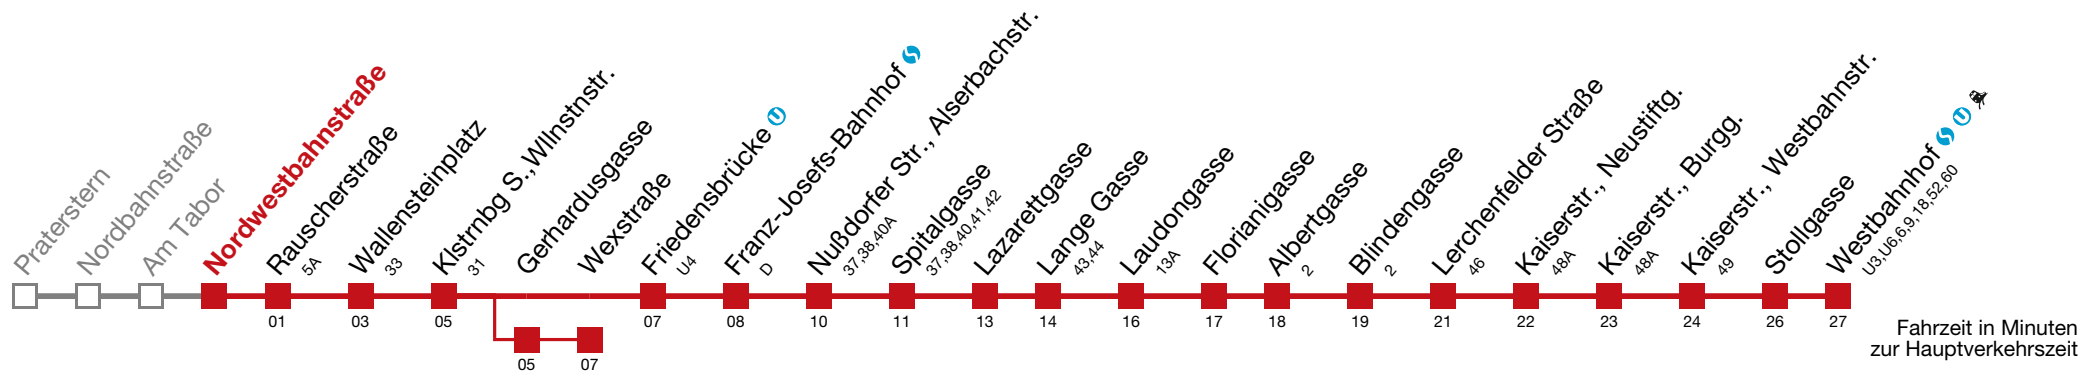 Praterstern
Nordbahnstraße
Am Tabor
Nordwestbahnstraße
Rauscherstraße
5A
Wallensteinplatz
33
Klstrnbg S., Wllnstnstr.
31
Gerhardusgasse
Wexstraße
Friedensbrücke U
U4
Franz-Josefs-Bahnhof S
D
Nußdorfer Str., Alserbachstr.
37,38,40A
Spitalgasse
37,38,40,41,42
Lazarettgasse
Lange Gasse
43,44
Laudongasse
13A
Florianigasse
Albertgasse
2
Blindengasse
2
Lerchenfelder Straße
46
Kaiserstr., Neustiftg.
48A
Kaiserstr., Burgg.
48A
Kaiserstr., Westbahnstr.
49
Stollgasse
Westbahnhof S U
U3,U6,6,9,18,52,60
01 03 05 07 08 10 11 13 14 16 17 18 19 21 22 23 24 26 27
05 07
Fahrzeit in Minuten
zur Hauptverkehrszeit